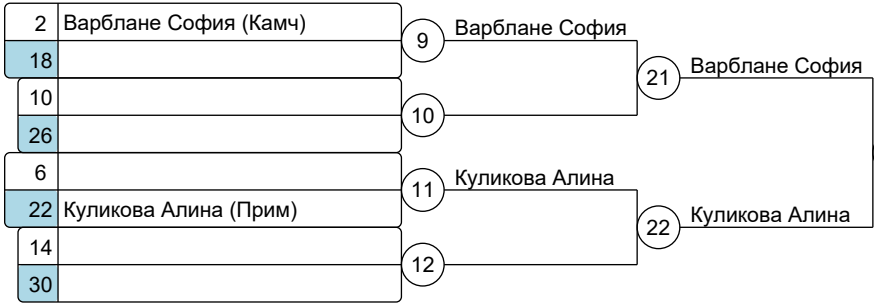 2 Варблане София (Камч)
9 Варблане София
18
21 Варблане София
10
10
26
6
11 Куликова Алина
22 Куликова Алина (Прим)
22 Куликова Алина
14
12
30